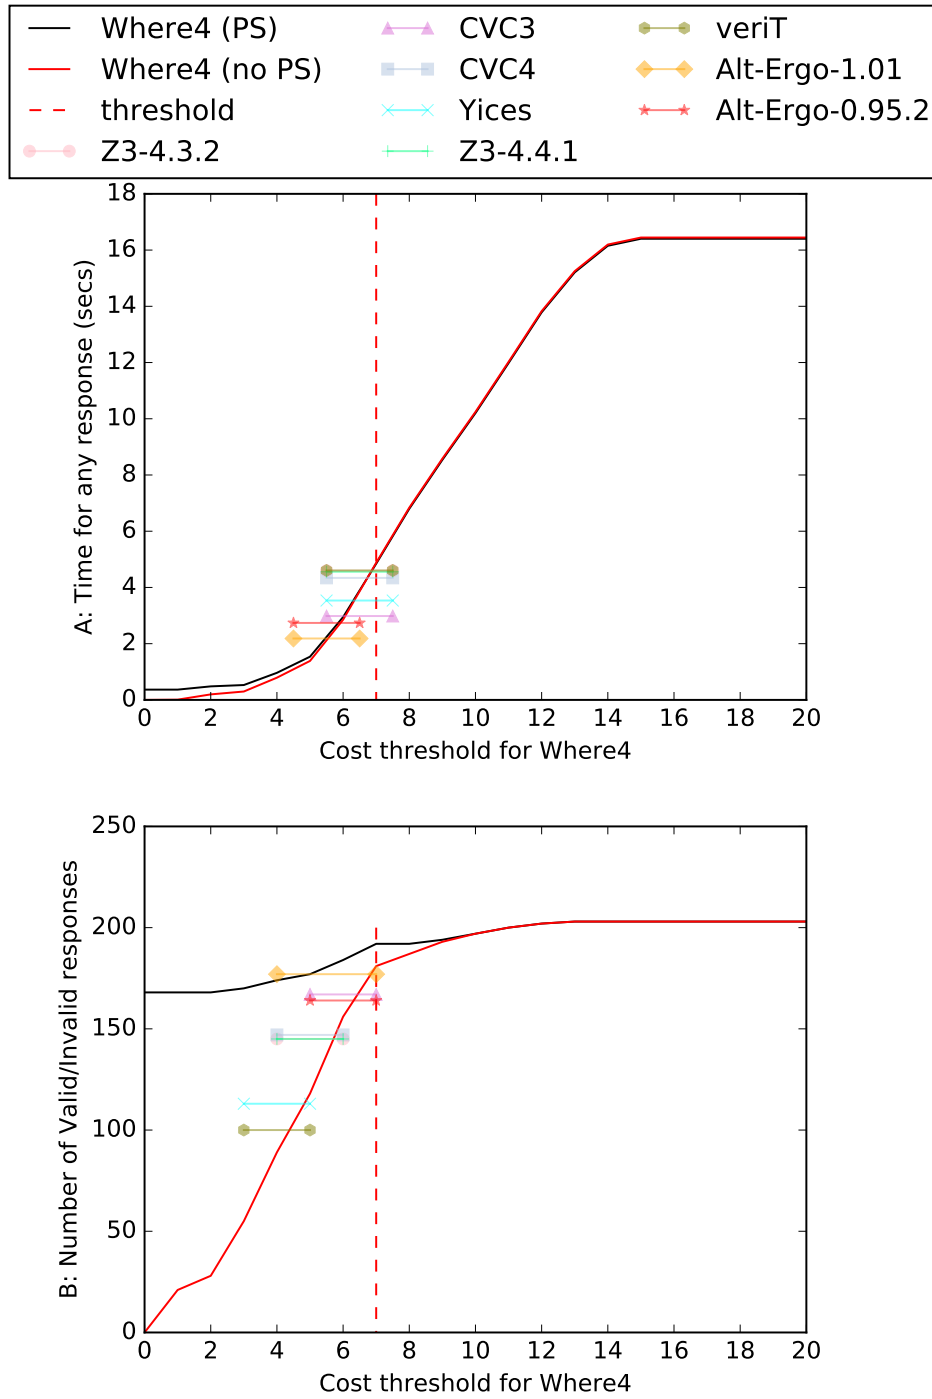 Where4 (PS) CVC3 veriT
Where4 (no PS) CVC4 Alt-Ergo-1.01
threshold Yices Alt-Ergo-0.95.2
Z3-4.3.2 Z3-4.4.1
18
16
14
12
10
8
6
4
2
0
A: Time for any response (secs)
0 2 4 6 8 10 12 14 16 18 20
Cost threshold for Where4
250
200
150
100
50
0
B: Number of Valid/Invalid responses
0 2 4 6 8 10 12 14 16 18 20
Cost threshold for Where4